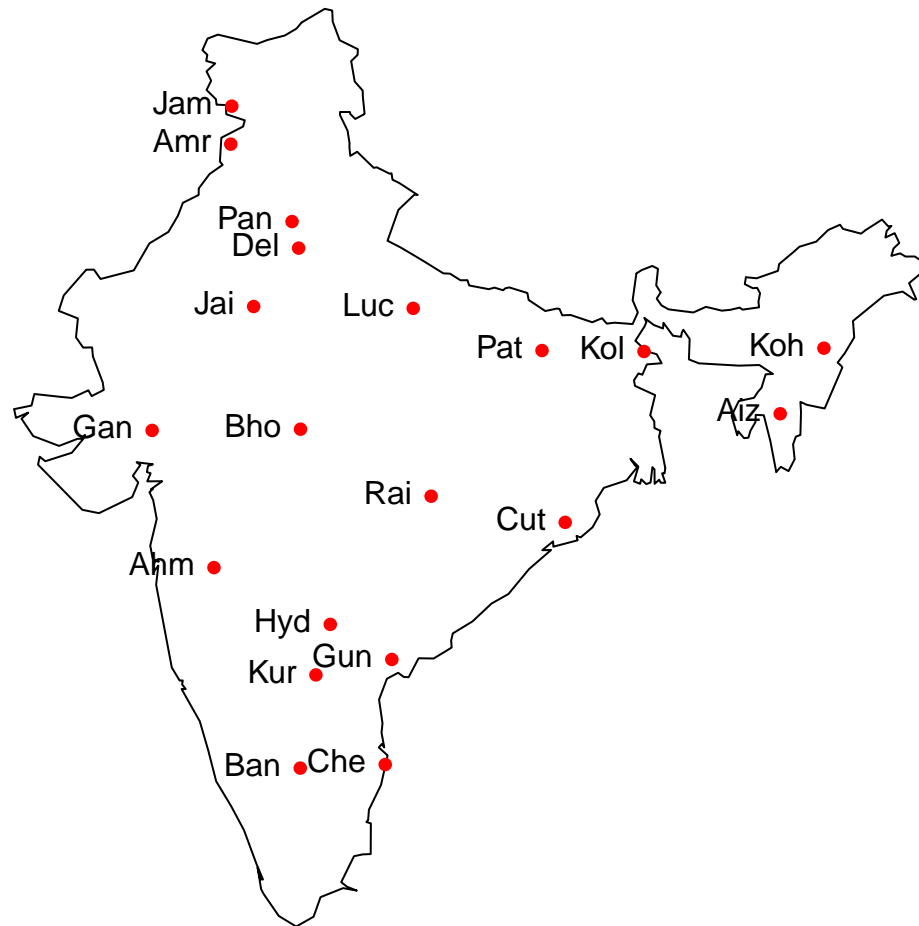 Jam
Amr
Pan
Del
Jai
Luc
Pat
Kol
Koh
Aiz
Gan
Bho
Rai
Cut
Ahm
Hyd
Gun
Kur
Ban
Che